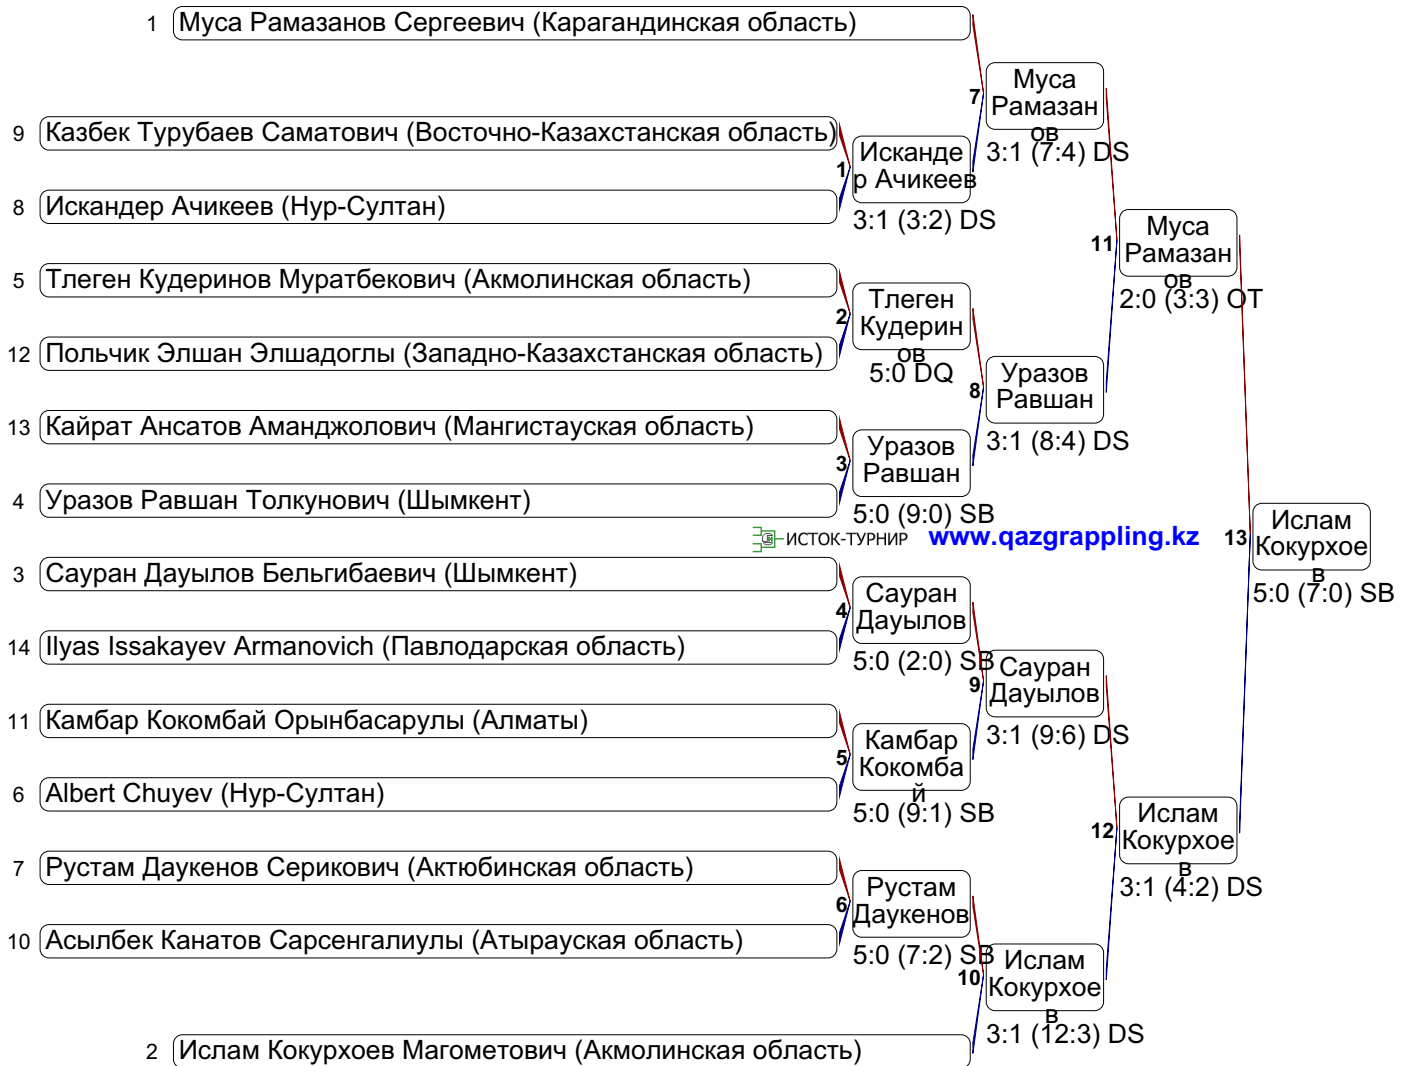 1 Муса Рамазанов Сергеевич (Карагандинская область)
7
Муса
Рамазан
ов
3:1 (7:4) DS
9 Казбек Турубаев Саматович (Восточно-Казахстанская область)
1
Исканде
р Ачикеев
3:1 (3:2) DS
8 Искандер Ачикеев (Нур-Султан)
11
Муса
Рамазан
ов
2:0 (3:3) OT
5 Тлеген Кудеринов Муратбекович (Акмолинская область)
2
Тлеген
Кудерин
ов
5:0 DQ
12 Польчик Элшан Элшадоглы (Западно-Казахстанская область)
8
Уразов
Равшан
3:1 (8:4) DS
13 Кайрат Ансатов Аманджолович (Мангистауская область)
3
Уразов
Равшан
5:0 (9:0) SB
4 Уразов Равшан Толкунович (Шымкент)
ИСТОК-ТУРНИР www.qazgrappling.kz
13
Ислам
Кокурхое
в
5:0 (7:0) SB
3 Сауран Дауылов Бельгибаевич (Шымкент)
4
Сауран
Дауылов
5:0 (2:0) SB
14 Ilyas Issakayev Armanovich (Павлодарская область)
9
Сауран
Дауылов
3:1 (9:6) DS
11 Камбар Кокомбай Орынбасарулы (Алматы)
5
Камбар
Кокомба
й
5:0 (9:1) SB
6 Albert Chuyev (Нур-Султан)
12
Ислам
Кокурхое
в
3:1 (4:2) DS
7 Рустам Даукенов Серикович (Актюбинская область)
6
Рустам
Даукенов
5:0 (7:2) SB
10 Асылбек Канатов Сарсенгалиулы (Атырауская область)
10
Ислам
Кокурхое
в
3:1 (12:3) DS
2 Ислам Кокурхоев Магометович (Акмолинская область)